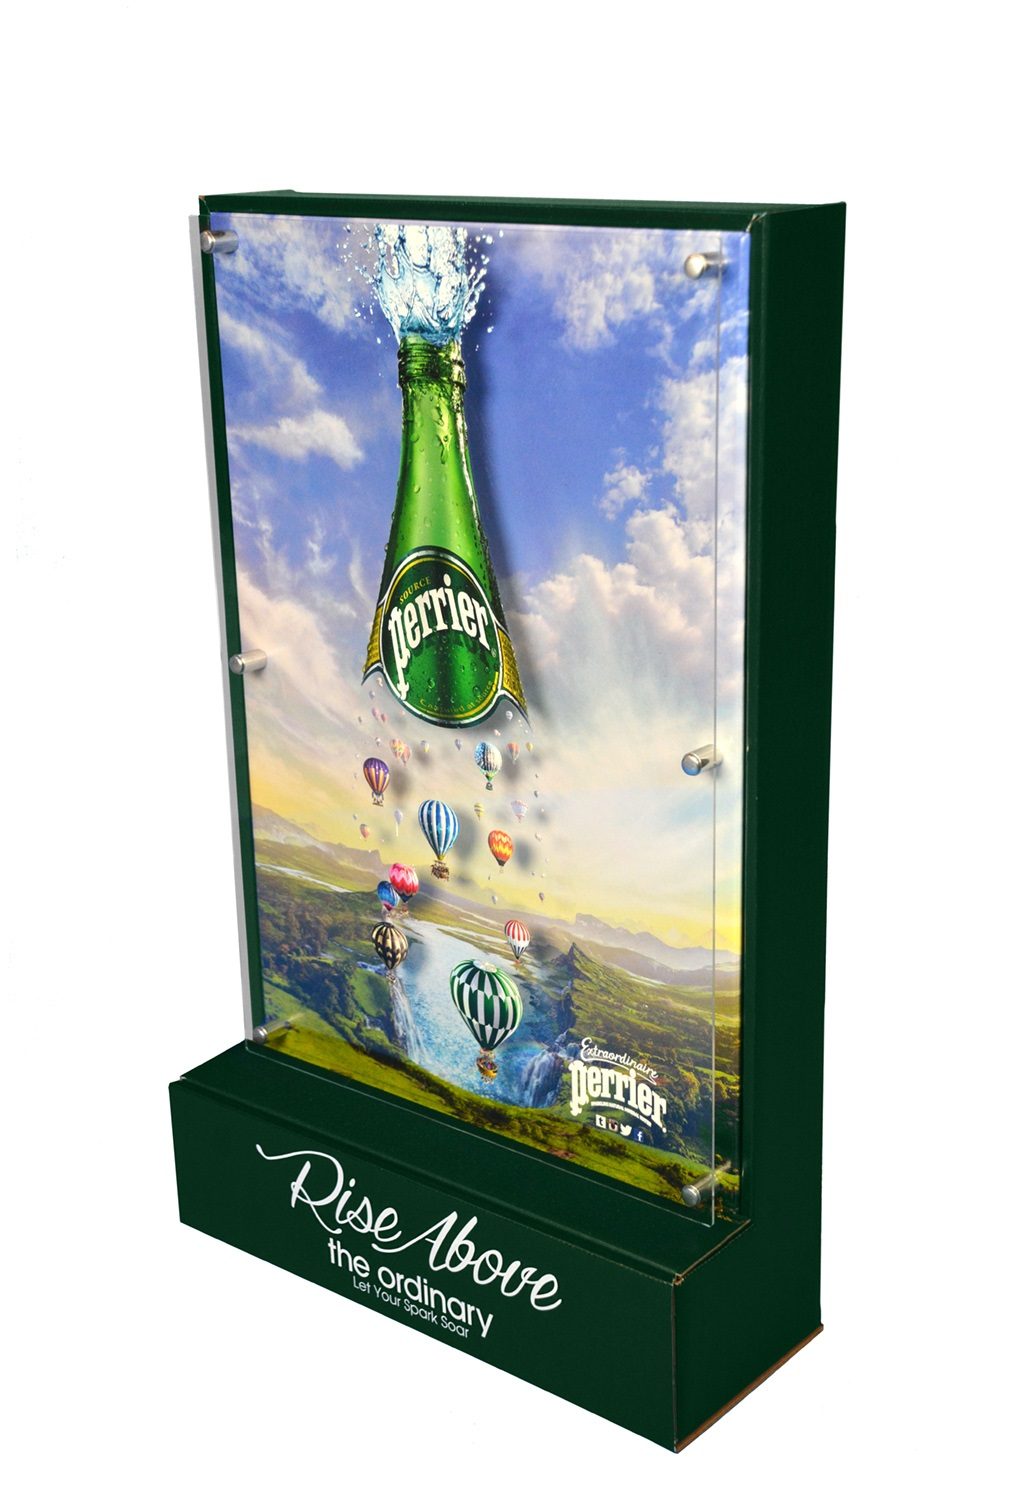 SOURCE
perrier
Extraordinaire
perrier
Rise Above
the ordinary
Let Your Spark Soar